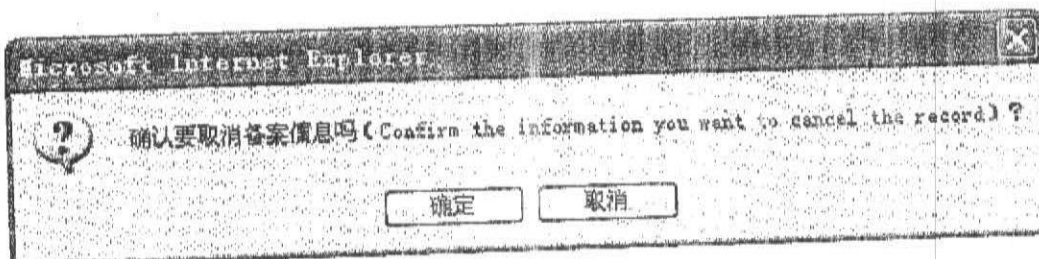 Microsoft Internet Explorer
确认要取消备案信息吗(Confirm the information you want to cancel the record)?
确定
取消